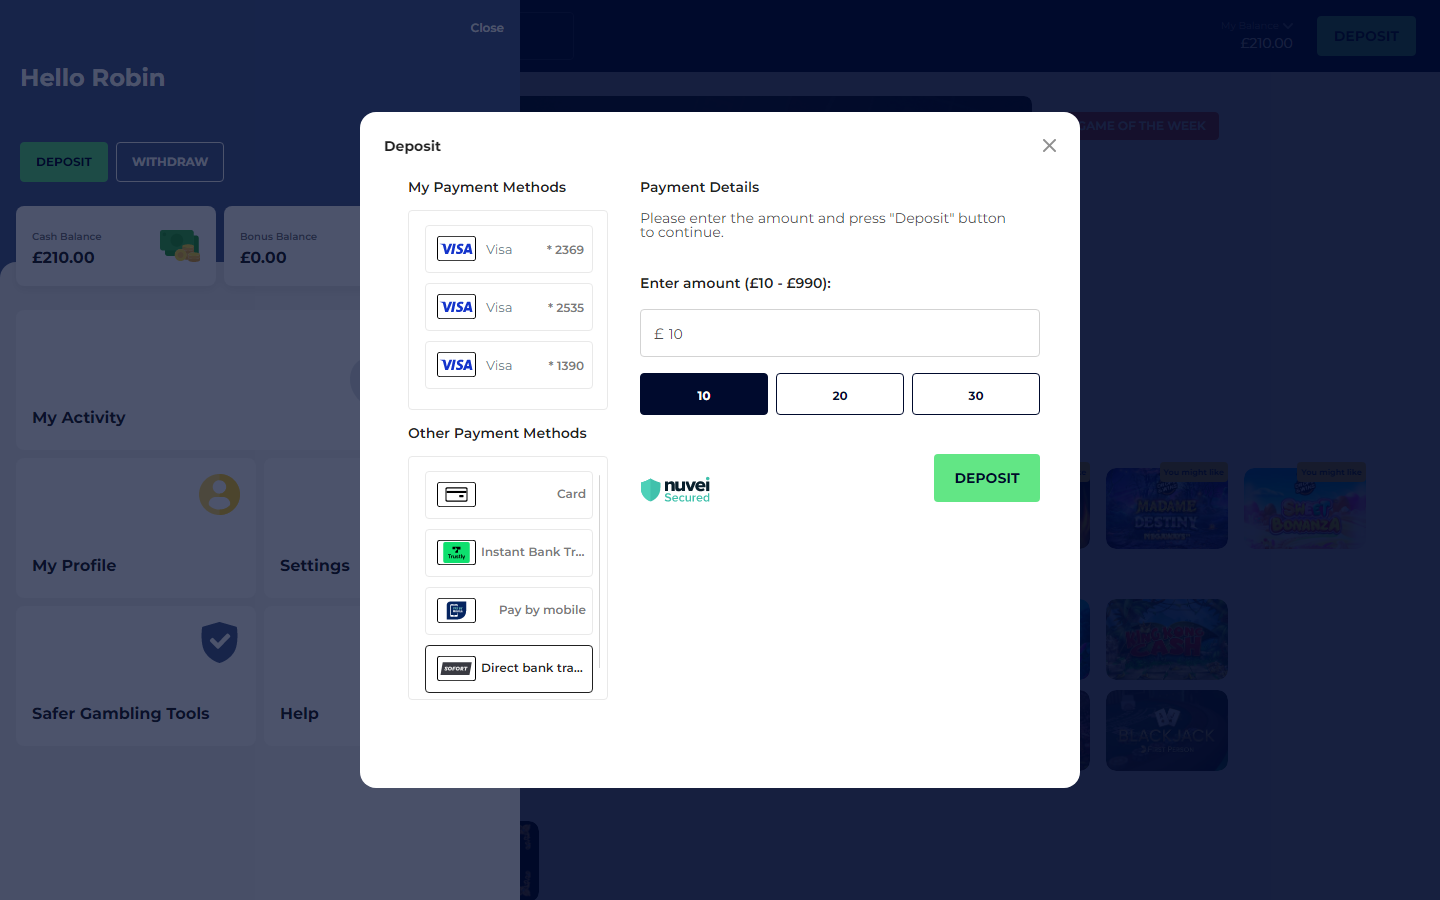 Close
My Balance
£210.00
DEPOSIT
Hello Robin
DEPOSIT
WITHDRAW
Cash Balance
£210.00
Bonus Balance
£0.00
My Activity
My Profile
Settings
Safer Gambling Tools
Help
GAME OF THE WEEK
Deposit
My Payment Methods
VISA Visa * 2369
VISA Visa * 2535
VISA Visa * 1390
Other Payment Methods
Card
Trustly Instant Bank Tr...
Pay by mobile
SOFORT Direct bank tra...
Payment Details
Please enter the amount and press "Deposit" button
to continue.
Enter amount (£10 - £990):
£ 10
10
20
30
nuvei
Secured
DEPOSIT
You might like
You might like
MADAME
DESTINY
MEGAWAYS
SWEET
BONANZA
BLACKJACK